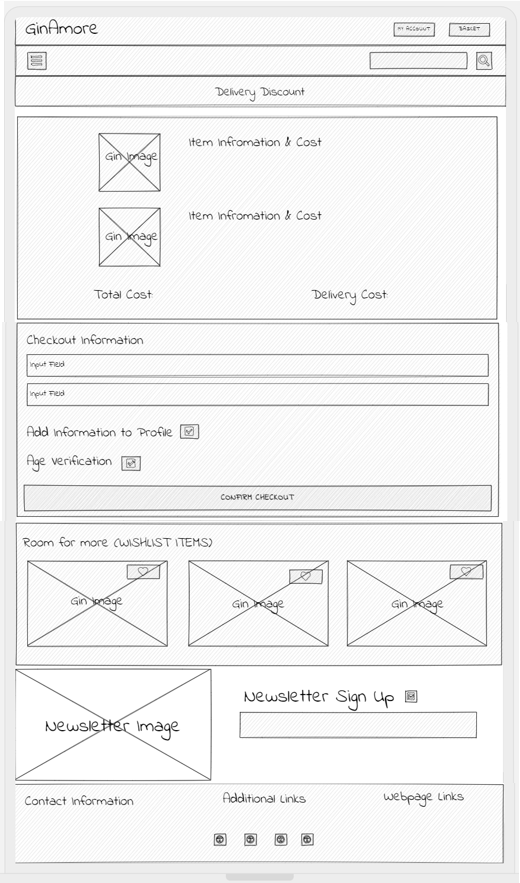 GinAmore
MY ACCOUNT
BASKET
Delivery Discount
Gin Image
Item Infromation & Cost
Gin Image
Item Infromation & Cost
Total Cost
Delivery Cost
Checkout Information
Input Field
Input Field
Add Information to Profile
Age Verification
CONFIRM CHECKOUT
Room for more (WISHLIST ITEMS)
Gin Image
Gin Image
Gin Image
Newsletter Image
Newsletter Sign Up
Contact Information
Additional Links
Webpage Links